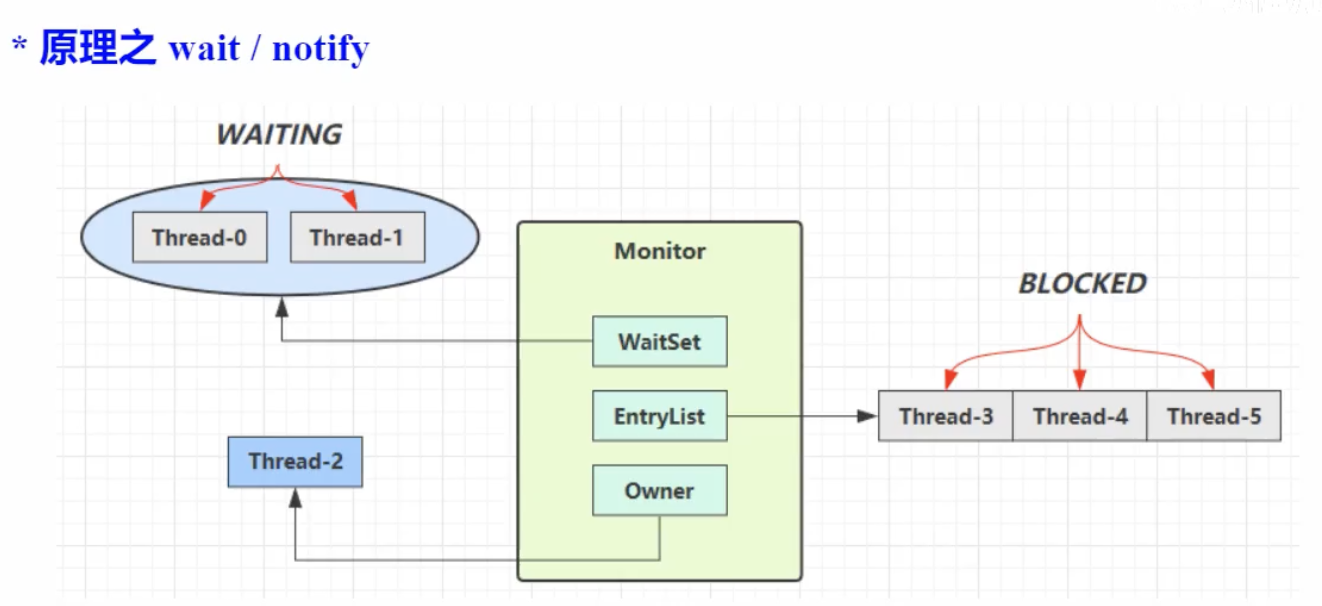 * 原理之 wait / notify
WAITING
Thread-0
Thread-1
Monitor
BLOCKED
WaitSet
EntryList
Thread-3
Thread-4
Thread-5
Thread-2
Owner